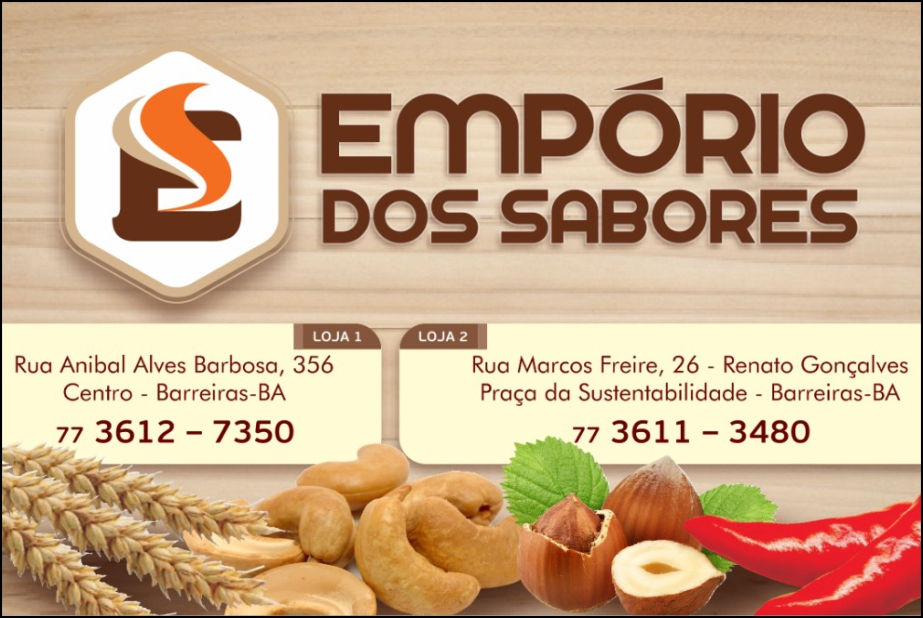 ES
EMPÓRIO
DOS SABORES
LOJA 1
Rua Anibal Alves Barbosa, 356
Centro - Barreiras-BA
77 3612 – 7350
LOJA 2
Rua Marcos Freire, 26 - Renato Gonçalves
Praça da Sustentabilidade - Barreiras-BA
77 3611 – 3480